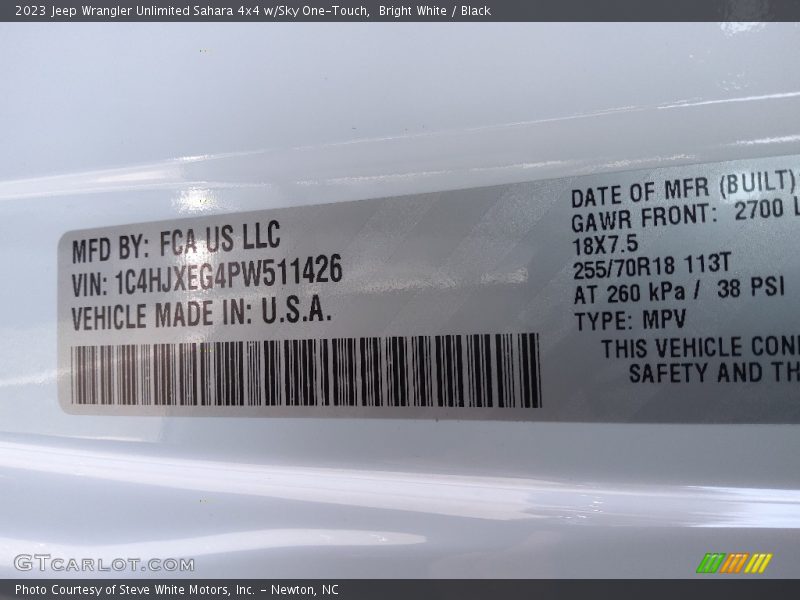 2023 Jeep Wrangler Unlimited Sahara 4x4 w/Sky One-Touch, Bright White / Black
MFD BY: FCA US LLC
VIN: 1C4HJXEG4PW511426
VEHICLE MADE IN: U.S.A.
DATE OF MFR (BUILT)
GAWR FRONT: 2700 L
18X7.5
255/70R18 113T
AT 260 kPa / 38 PSI
TYPE: MPV
THIS VEHICLE CON
SAFETY AND TH
GTCARLOT.COM
Photo Courtesy of Steve White Motors, Inc. - Newton, NC